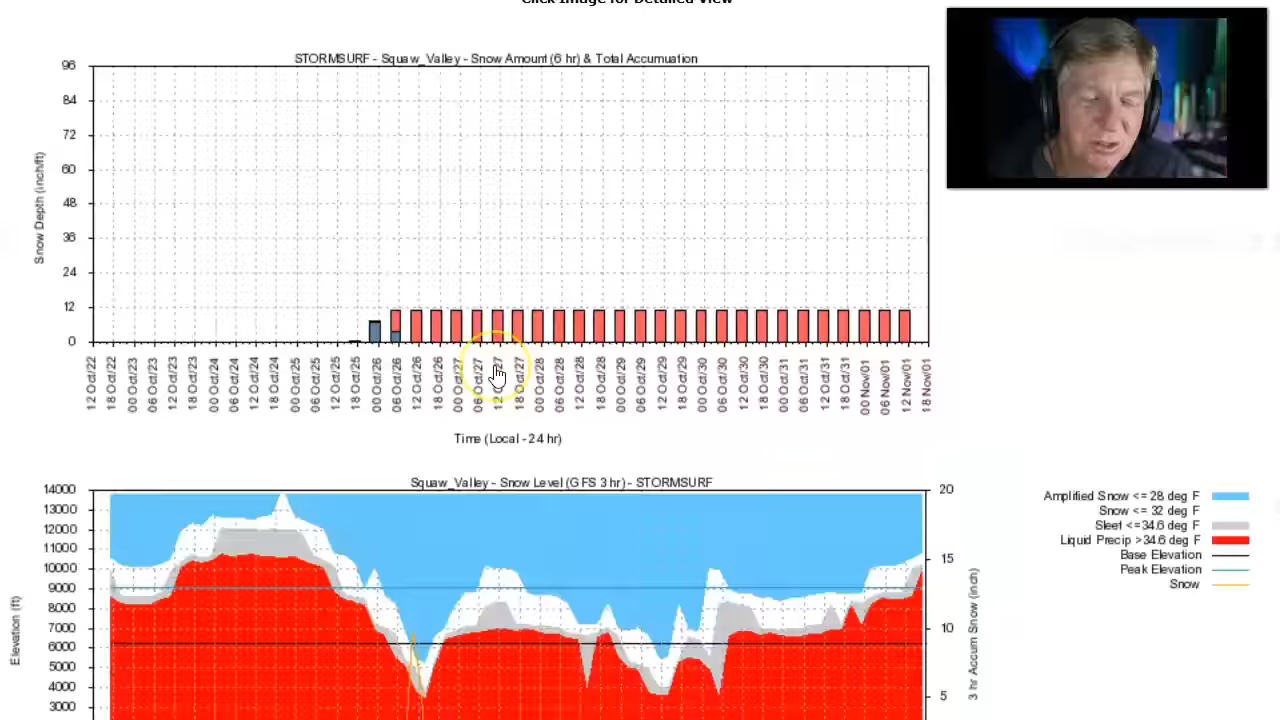 Click Image for Detailed View
STORMSURF - Squaw_Valley - Snow Amount (6 hr) & Total Accumuation
96
84
72
60
48
36
24
12
0
Snow Depth (inch/ft)
12 Oct/22
18 Oct/22
00 Oct/23
06 Oct/23
12 Oct/23
18 Oct/23
00 Oct/24
06 Oct/24
12 Oct/24
18 Oct/24
00 Oct/25
06 Oct/25
12 Oct/25
18 Oct/25
00 Oct/26
06 Oct/26
12 Oct/26
18 Oct/26
00 Oct/27
06 Oct/27
12 Oct/27
18 Oct/27
00 Oct/28
06 Oct/28
12 Oct/28
18 Oct/28
00 Oct/29
06 Oct/29
12 Oct/29
18 Oct/29
00 Oct/30
06 Oct/30
12 Oct/30
18 Oct/30
00 Oct/31
06 Oct/31
12 Oct/31
18 Oct/31
00 Nov/01
06 Nov/01
12 Nov/01
18 Nov/01
Time (Local - 24 hr)
Squaw_Valley - Snow Level (GFS 3 hr) - STORMSURF
14000
13000
12000
11000
10000
9000
8000
7000
6000
5000
4000
3000
Elevation (ft)
20
15
10
5
3 hr Accum Snow (inch)
Amplified Snow <= 28 deg F
Snow <= 32 deg F
Sleet <=34.6 deg F
Liquid Precip >34.6 deg F
Base Elevation
Peak Elevation
Snow